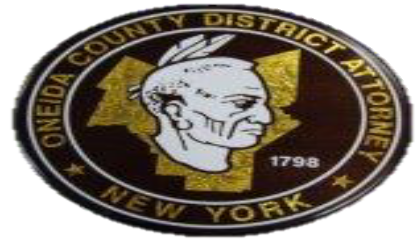 ONEIDA COUNTY DISTRICT ATTORNEY
1798
NEW YORK